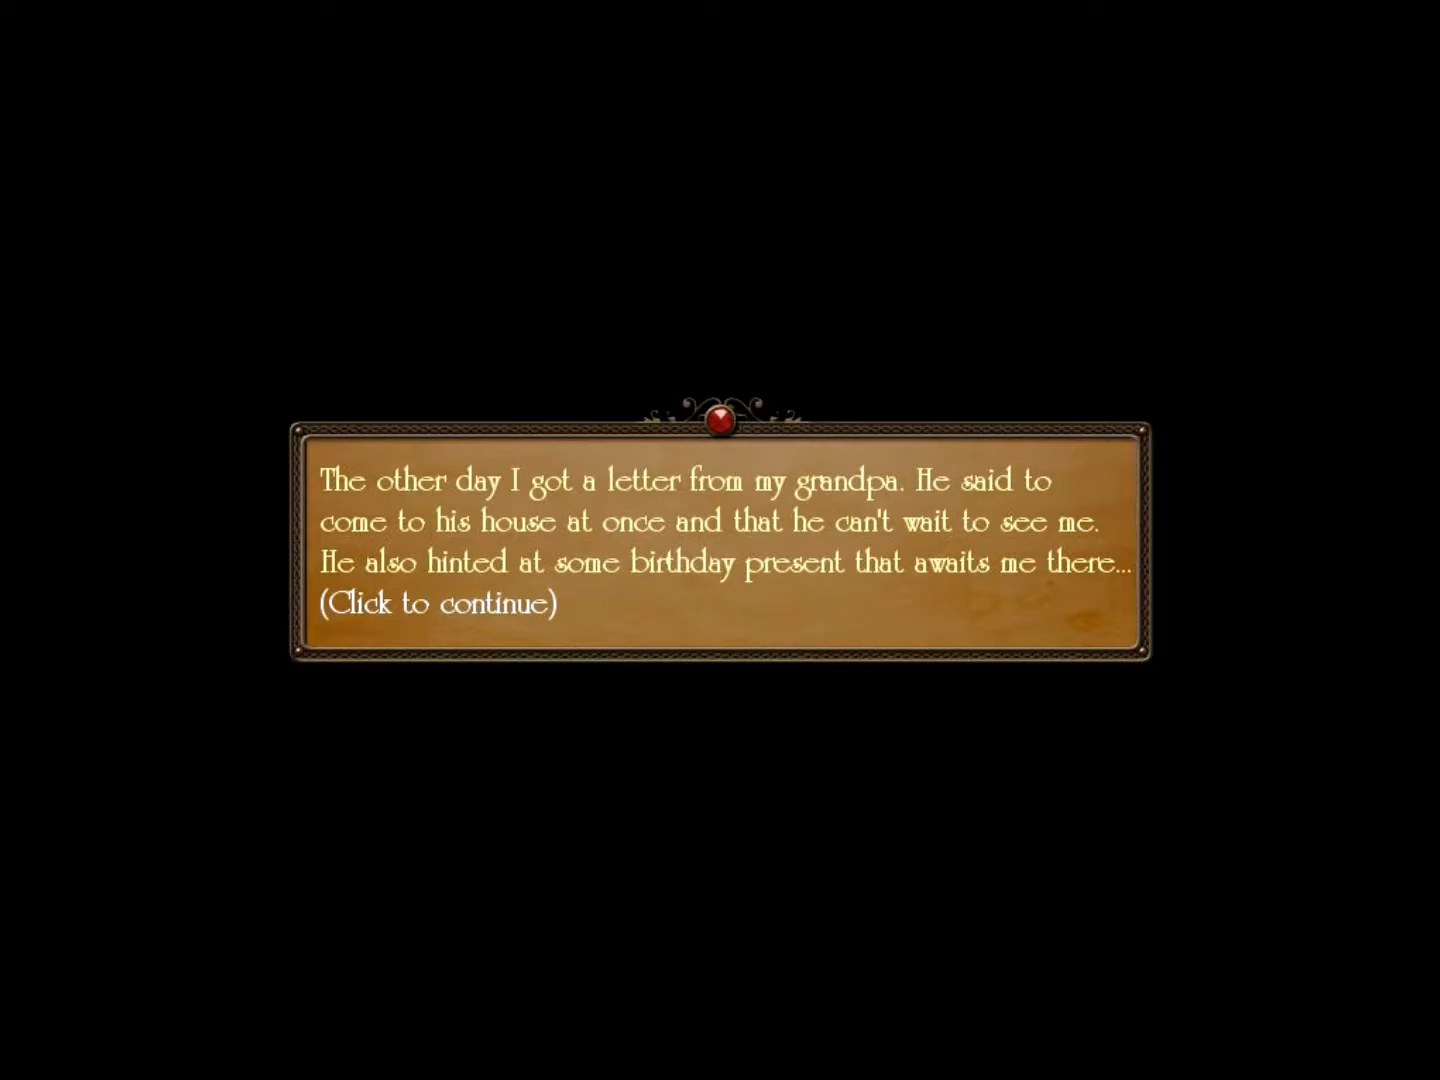 The other day I got a letter from my grandpa. He said to
come to his house at once and that he can't wait to see me.
He also hinted at some birthday present that awaits me there...
(Click to continue)